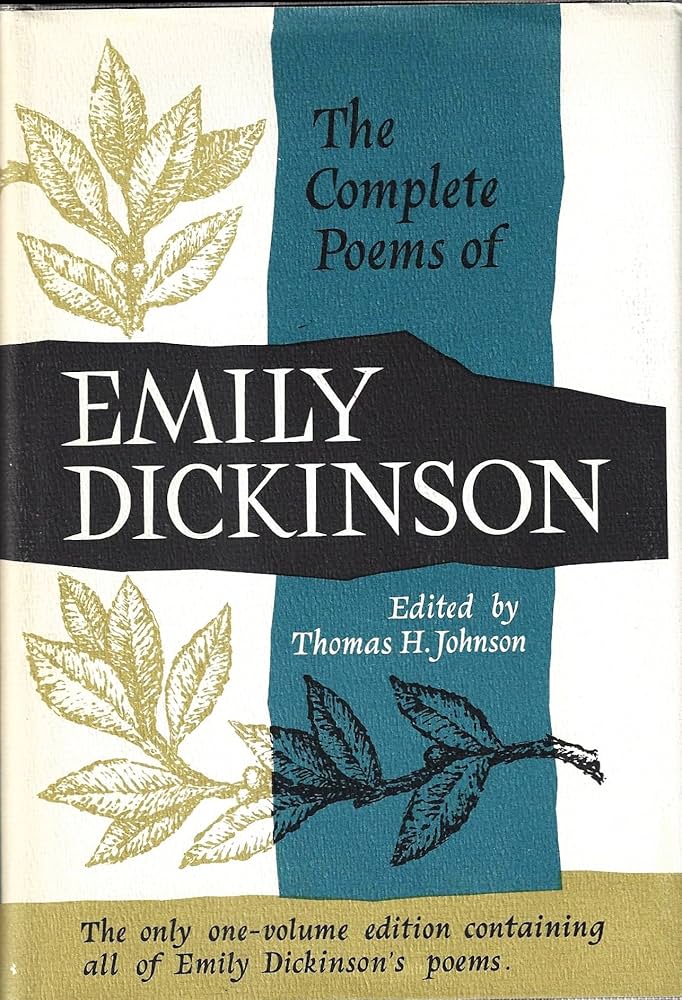 The
Complete
Poems of
EMILY
DICKINSON
Edited by
Thomas H. Johnson
The only one-volume edition containing
all of Emily Dickinson's poems.